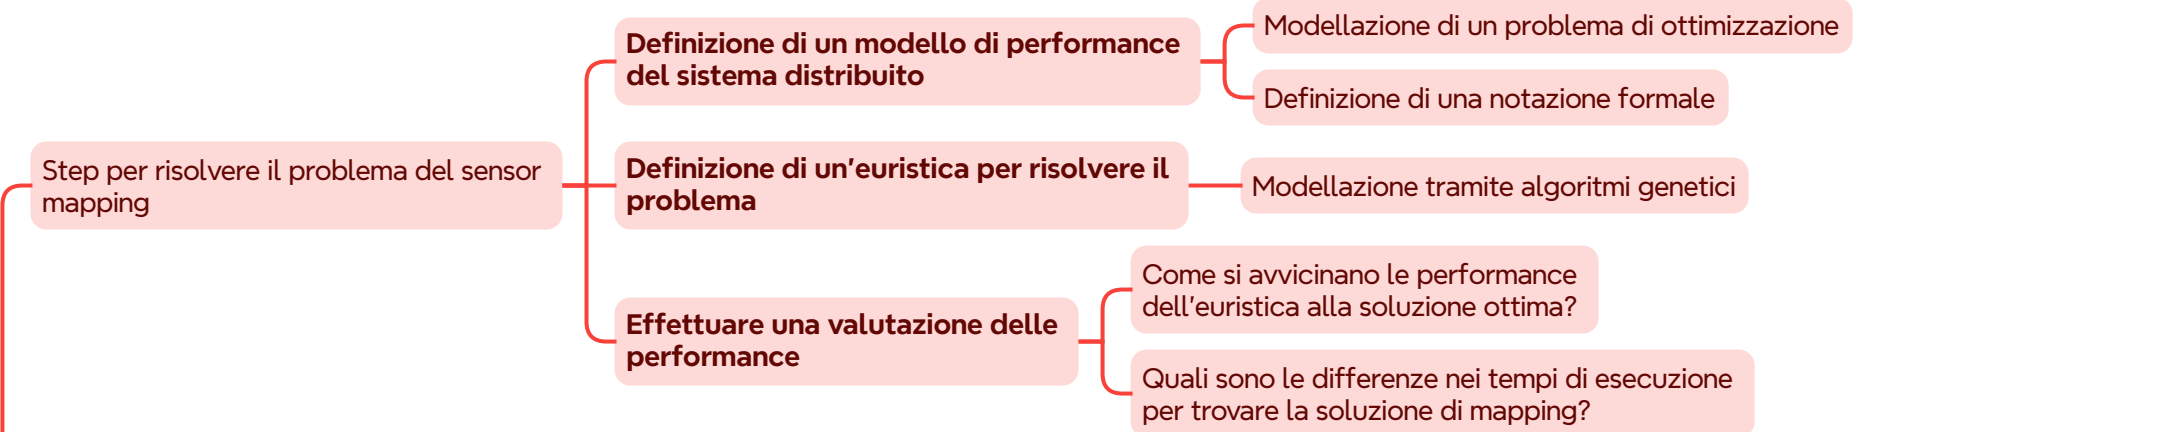 Step per risolvere il problema del sensor
mapping
Definizione di un modello di performance
del sistema distribuito
Modellazione di un problema di ottimizzazione
Definizione di una notazione formale
Definizione di un'euristica per risolvere il
problema
Modellazione tramite algoritmi genetici
Effettuare una valutazione delle
performance
Come si avvicinano le performance
dell'euristica alla soluzione ottima?
Quali sono le differenze nei tempi di esecuzione
per trovare la soluzione di mapping?